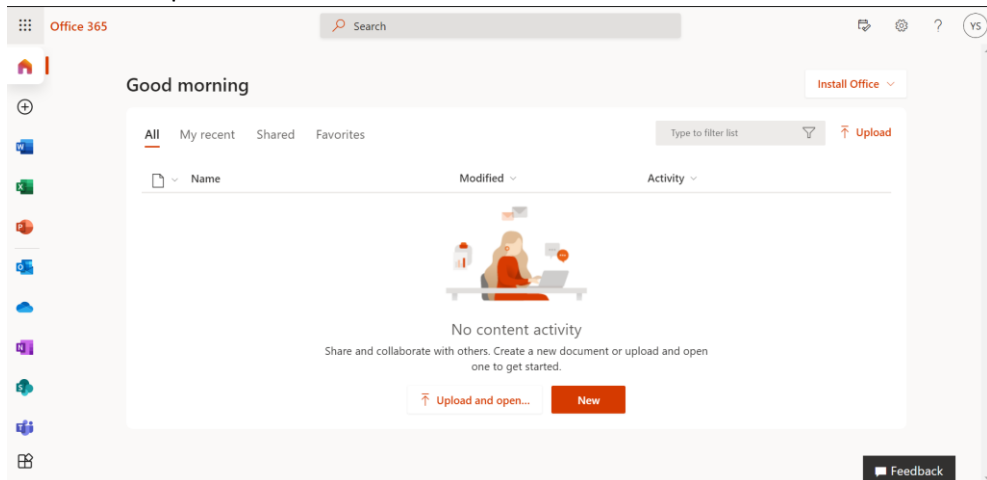 Office 365
Search
YS
Good morning
Install Office
All My recent Shared Favorites
Type to filter list
Upload
Name Modified Activity
No content activity
Share and collaborate with others. Create a new document or upload and open
one to get started.
Upload and open...
New
Feedback